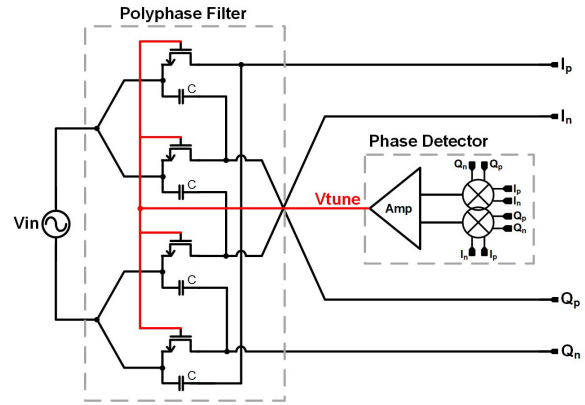 Polyphase Filter
C
Ip
In
Phase Detector
Qn Qp
C
Vtune
Amp
Ip
In
Qp
Qn
In Ip
Vin
C
Qp
Qn
C